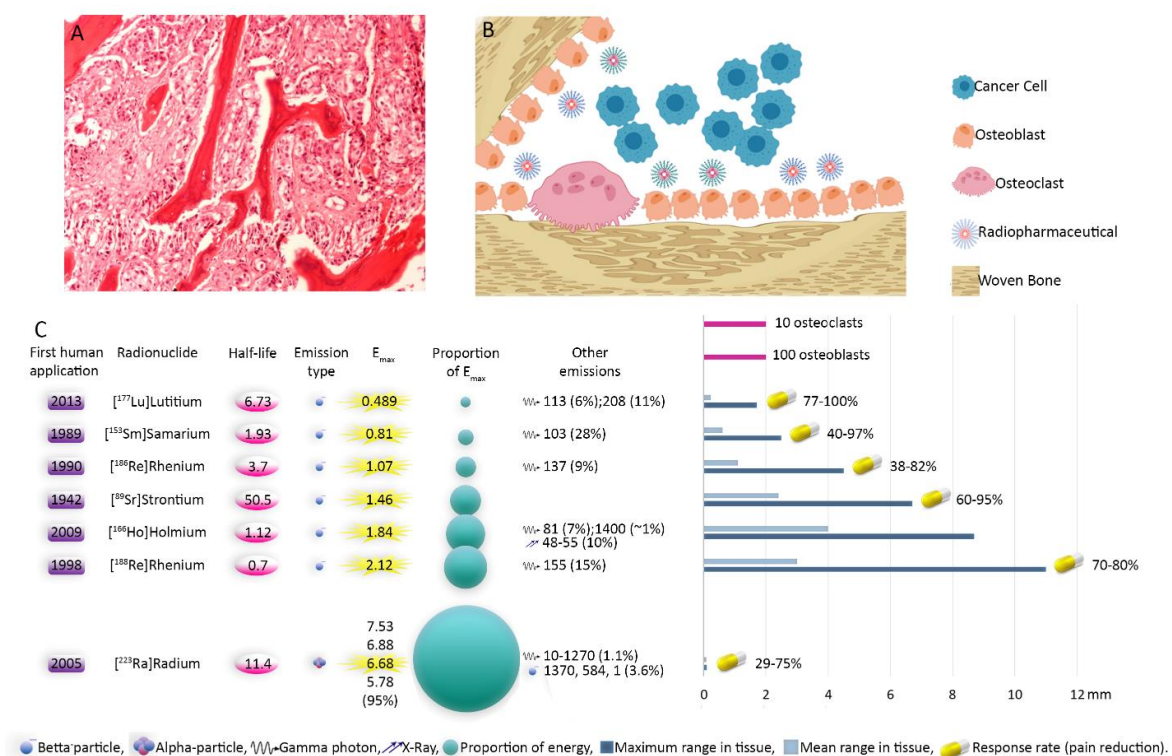 A
B
Cancer Cell
Osteoblast
Osteoclast
Radiopharmaceutical
Woven Bone
C
First human application
Radionuclide
Half-life
Emission type
Emax
Proportion of Emax
Other emissions
10 osteoclasts
100 osteoblasts
2013 [¹⁷⁷Lu]Lutitium 6.73 0.489 113 (6%);208 (11%) 77-100%
1989 [¹⁵³Sm]Samarium 1.93 0.81 103 (28%) 40-97%
1990 [¹⁸⁶Re]Rhenium 3.7 1.07 137 (9%) 38-82%
1942 [⁸⁹Sr]Strontium 50.5 1.46 60-95%
2009 [¹⁶⁶Ho]Holmium 1.12 1.84 81 (7%);1400 (~1%)
48-55 (10%)
1998 [¹⁸⁸Re]Rhenium 0.7 2.12 155 (15%) 70-80%
7.53
6.88
2005 [²²³Ra]Radium 11.4 6.68 10-1270 (1.1%) 29-75%
1370, 584, 1 (3.6%)
5.78
(95%)
0 2 4 6 8 10 12 mm
Betta⁻particle, Alpha-particle, Gamma photon, X-Ray, Proportion of energy, Maximum range in tissue, Mean range in tissue, Response rate (pain reduction).